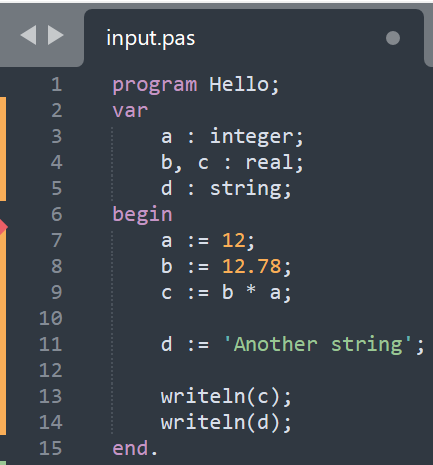 input.pas
1 program Hello;
2 var
3     a : integer;
4     b, c : real;
5     d : string;
6 begin
7     a := 12;
8     b := 12.78;
9     c := b * a;
10
11     d := 'Another string';
12
13     writeln(c);
14     writeln(d);
15 end.